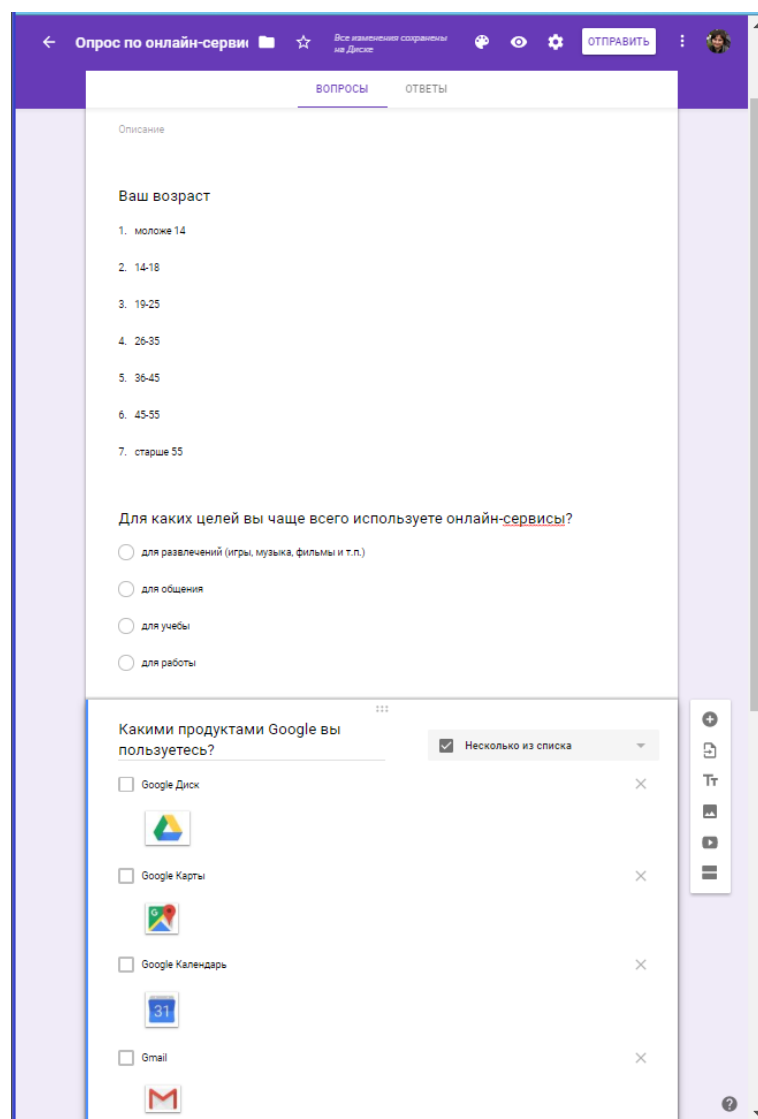 Опрос по онлайн-серви
Все изменения сохранены
на Диске
ОТПРАВИТЬ
ВОПРОСЫ ОТВЕТЫ
Описание
Ваш возраст
1. моложе 14
2. 14-18
3. 19-25
4. 26-35
5. 36-45
6. 45-55
7. старше 55
Для каких целей вы чаще всего используете онлайн-сервисы?
для развлечений (игры, музыка, фильмы и т.п.)
для общения
для учебы
для работы
Какими продуктами Google вы
пользуетесь?
Несколько из списка
Google Диск
Google Карты
Google Календарь
31
Gmail